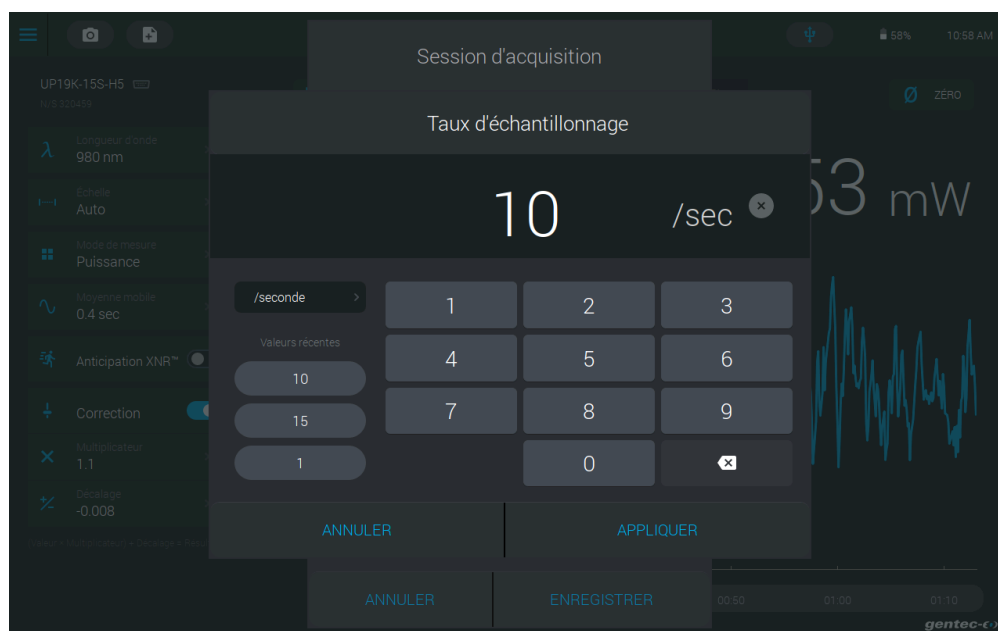 58%
10:58 AM
Session d'acquisition
UP19K-15S-H5
N/S 320459
ZÉRO
Taux d'échantillonnage
Longueur d'onde
980 nm
10 /sec
53 mW
Échelle
Auto
Mode de mesure
Puissance
Moyenne mobile
0.4 sec
Anticipation XNR™
Correction
Multiplicateur
1.1
Décalage
-0.008
/seconde
Valeurs récentes
10
15
1
1 2 3
4 5 6
7 8 9
0
ANNULER APPLIQUER
ANNULER ENREGISTRER
00:50 01:00 01:10